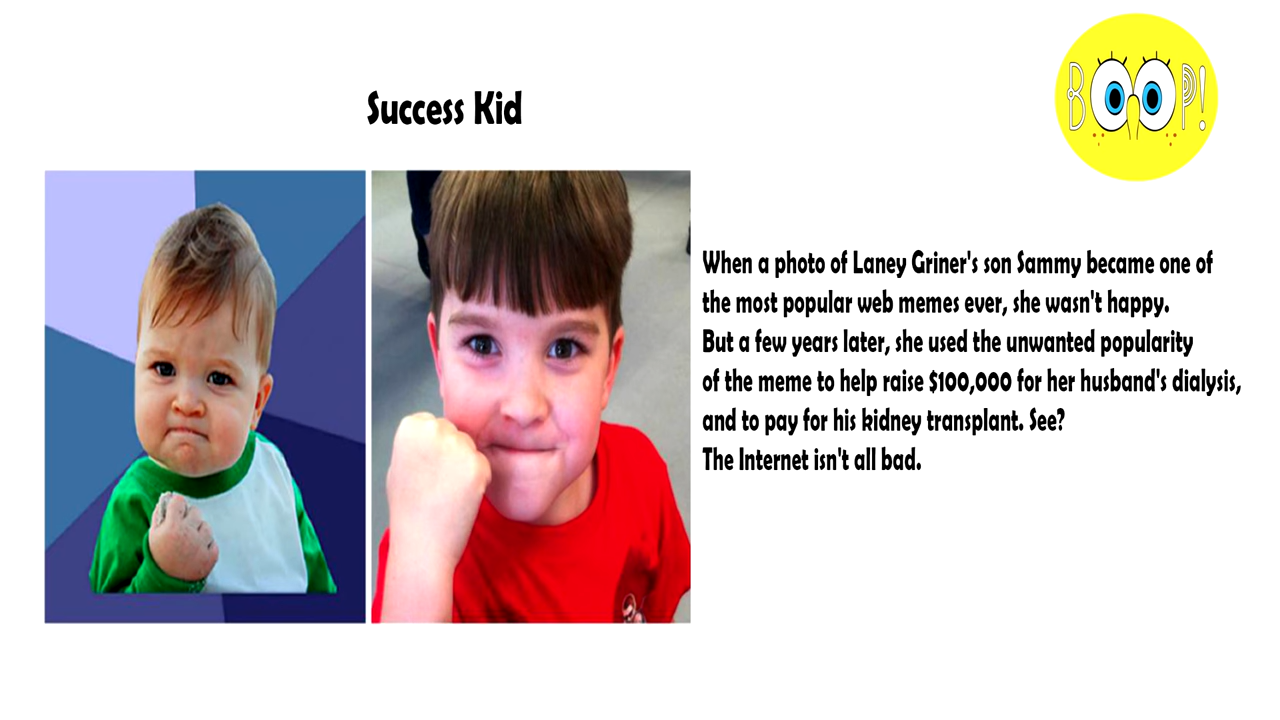 BOOP!
Success Kid
When a photo of Laney Griner's son Sammy became one of
the most popular web memes ever, she wasn't happy.
But a few years later, she used the unwanted popularity
of the meme to help raise $100,000 for her husband's dialysis,
and to pay for his kidney transplant. See?
The Internet isn't all bad.